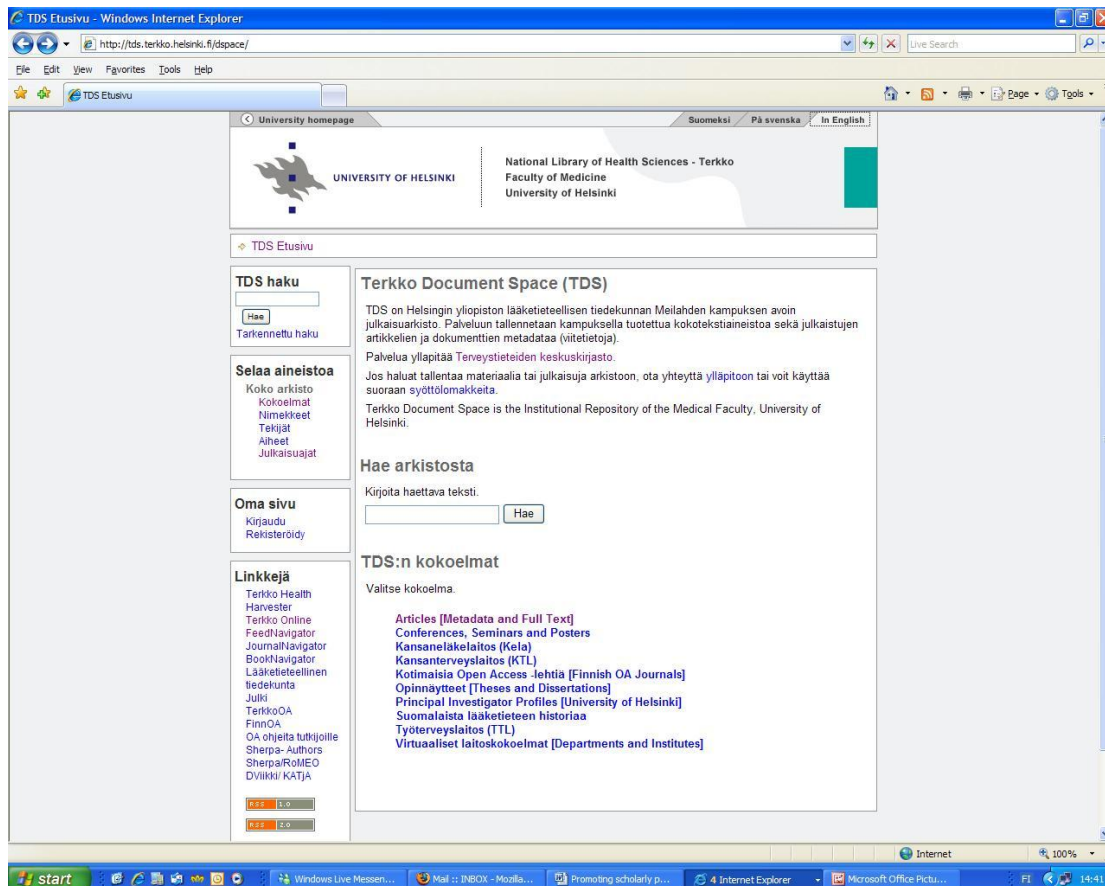 TDS Etusivu - Windows Internet Explorer
http://tds.terkko.helsinki.fi/dspace/
Live Search
File Edit View Favorites Tools Help
TDS Etusivu
Page Tools
University homepage
Suomeksi På svenska In English
UNIVERSITY OF HELSINKI
National Library of Health Sciences - Terkko
Faculty of Medicine
University of Helsinki
TDS Etusivu
TDS haku
Hae
Tarkennettu haku
Selaa aineistoa
Koko arkisto
Kokoelmat
Nimekkeet
Tekijät
Aiheet
Julkaisuajat
Oma sivu
Kirjaudu
Rekisteröidy
Linkkejä
Terkko Health
Harvester
Terkko Online
FeedNavigator
JournalNavigator
BookNavigator
Lääketieteellinen
tiedekunta
Julki
TerkkoOA
FinnOA
OA ohjeita tutkijoille
Sherpa- Authors
Sherpa/RoMEO
DViikki/ KATjA
RSS 1.0
RSS 2.0
Terkko Document Space (TDS)
TDS on Helsingin yliopiston lääketieteellisen tiedekunnan Meilahden kampuksen avoin
julkaisuarkisto. Palveluun tallennetaan kampuksella tuotettua kokotekstiaineistoa sekä julkaistujen
artikkelien ja dokumenttien metadataa (viitetietoja).
Palvelua yllapitää Terveystieteiden keskuskirjasto.
Jos haluat tallentaa materiaalia tai julkaisuja arkistoon, ota yhteyttä ylläpitoon tai voit käyttää
suoraan syöttölomakkeita.
Terkko Document Space is the Institutional Repository of the Medical Faculty, University of
Helsinki.
Hae arkistosta
Kirjoita haettava teksti.
Hae
TDS:n kokoelmat
Valitse kokoelma.
Articles [Metadata and Full Text]
Conferences, Seminars and Posters
Kansaneläkelaitos (Kela)
Kansanterveyslaitos (KTL)
Kotimaisia Open Access -lehtiä [Finnish OA Journals]
Opinnäytteet [Theses and Dissertations]
Principal Investigator Profiles [University of Helsinki]
Suomalaista lääketieteen historiaa
Työterveyslaitos (TTL)
Virtuaaliset laitoskokoelmat [Departments and Institutes]
Internet 100%
start Windows Live Messen... Mail :: INBOX - Mozilla... Promoting scholarly p... 4 Internet Explorer Microsoft Office Pictu... FI 14:41